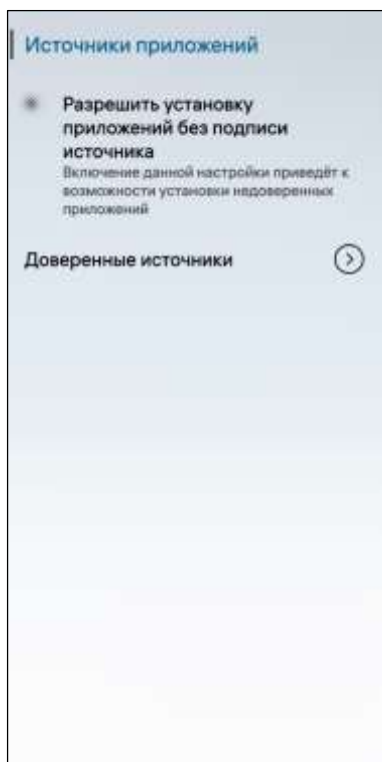 Источники приложений
Разрешить установку
приложений без подписи
источника
Включение данной настройки приведёт к
возможности установки недоверенных
приложений
Доверенные источники